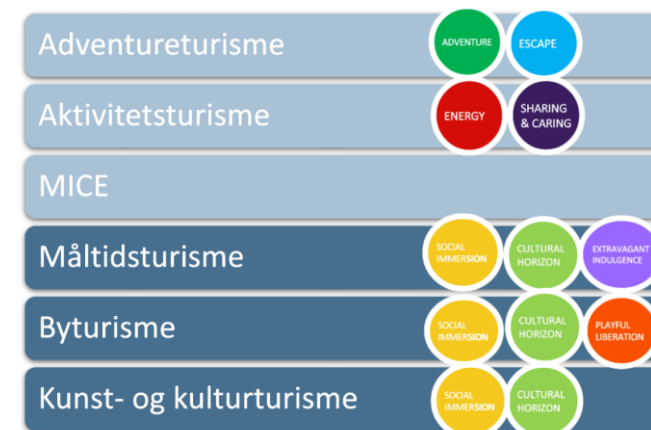 Adventureturisme
ADVENTURE
ESCAPE
Aktivitetsturisme
ENERGY
SHARING
& CARING
MICE
Måltidsturisme
SOCIAL
IMMERSION
CULTURAL
HORIZON
EXTRAVAGANT
INDULGENCE
Byturisme
SOCIAL
IMMERSION
CULTURAL
HORIZON
PLAYFUL
LIBERATION
Kunst- og kulturturisme
SOCIAL
IMMERSION
CULTURAL
HORIZON